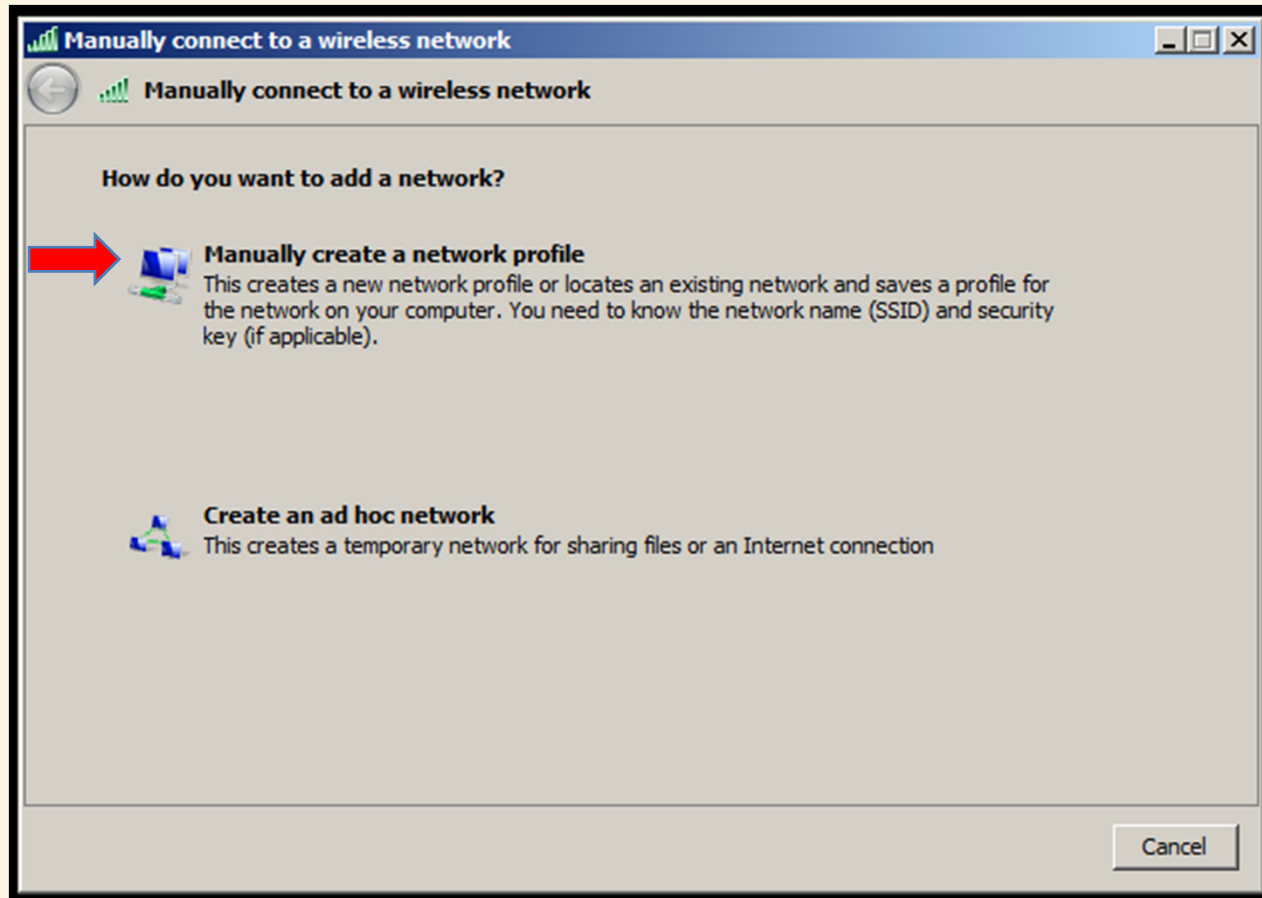 Manually connect to a wireless network
Manually connect to a wireless network
How do you want to add a network?
Manually create a network profile
This creates a new network profile or locates an existing network and saves a profile for
the network on your computer. You need to know the network name (SSID) and security
key (if applicable).
Create an ad hoc network
This creates a temporary network for sharing files or an Internet connection
Cancel